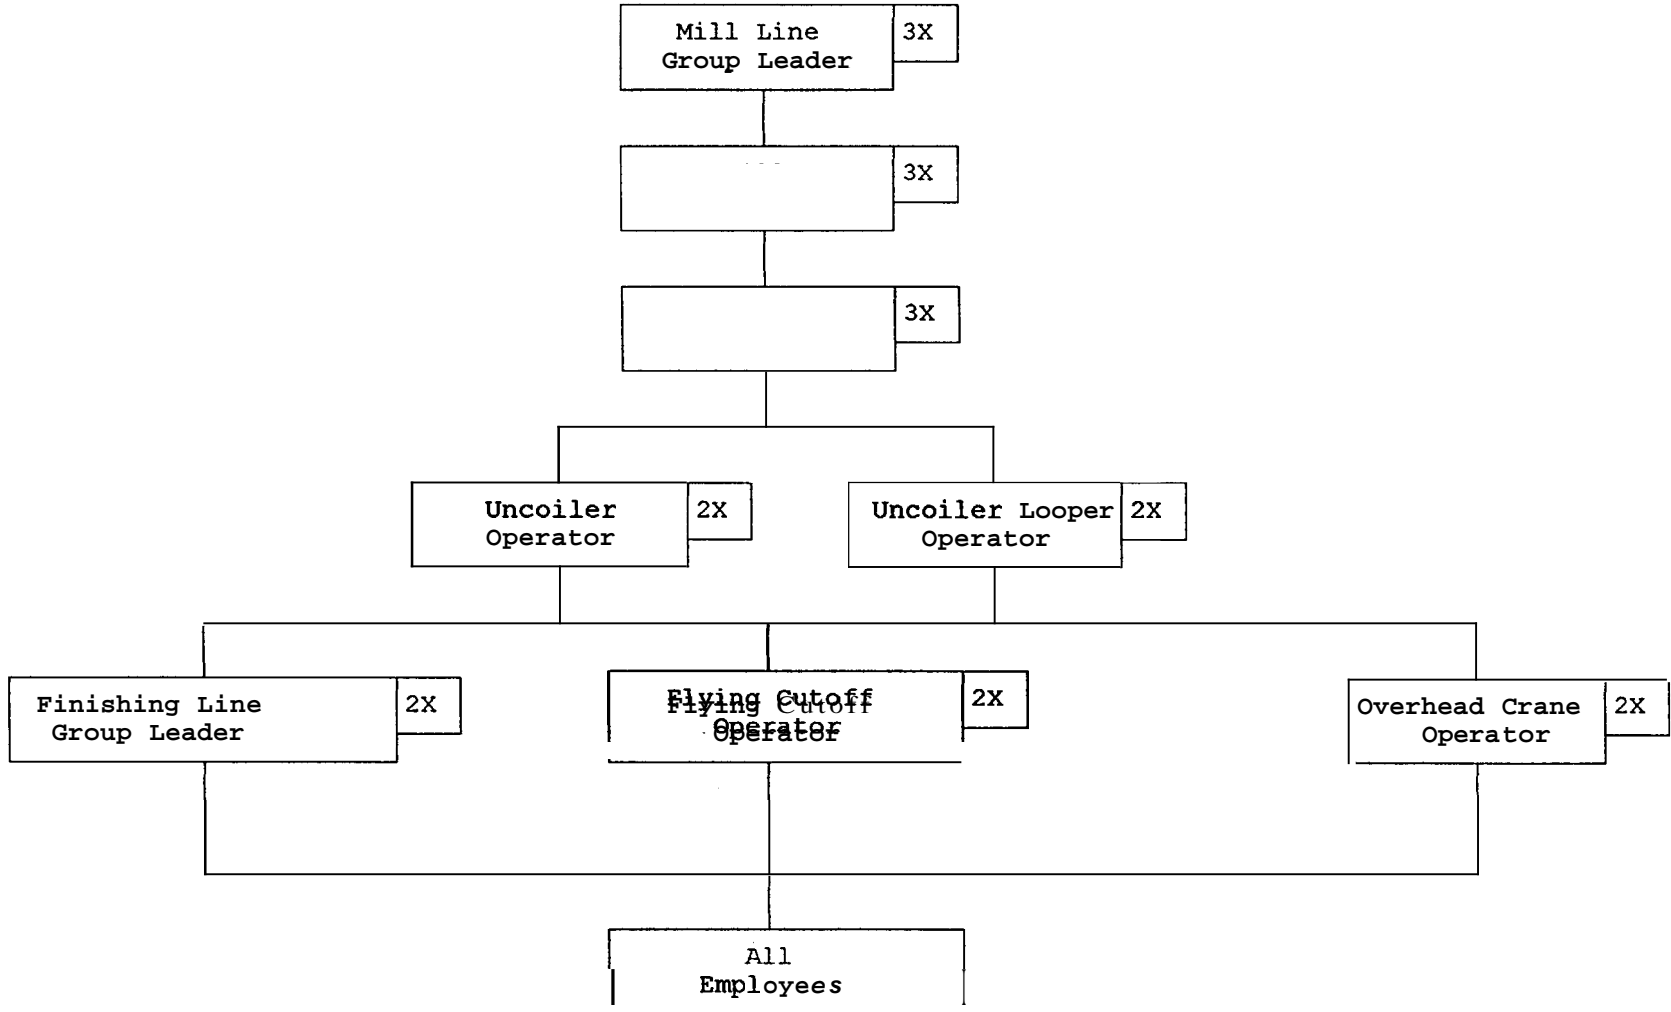 Mill Line 3X
Group Leader
3X
3X
Uncoiler 2X
Operator
Uncoiler Looper 2X
Operator
Finishing Line 2X
Group Leader
Flying Cutoff 2X
Operator
Overhead Crane 2X
Operator
All
Employees